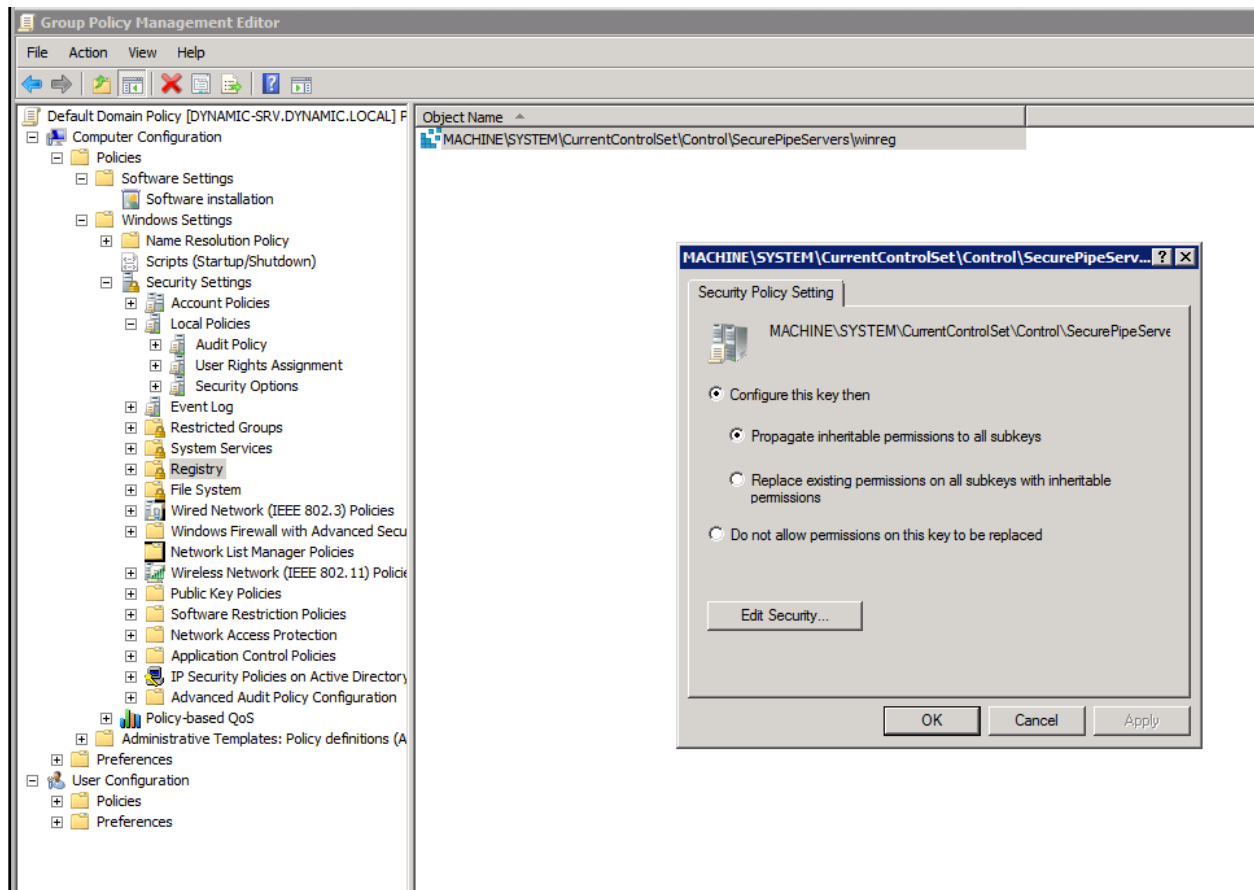 Group Policy Management Editor
File Action View Help
Default Domain Policy [DYNAMIC-SRV.DYNAMIC.LOCAL] P
Computer Configuration
Policies
Software Settings
Software installation
Windows Settings
Name Resolution Policy
Scripts (Startup/Shutdown)
Security Settings
Account Policies
Local Policies
Audit Policy
User Rights Assignment
Security Options
Event Log
Restricted Groups
System Services
Registry
File System
Wired Network (IEEE 802.3) Policies
Windows Firewall with Advanced Secu
Network List Manager Policies
Wireless Network (IEEE 802.11) Policie
Public Key Policies
Software Restriction Policies
Network Access Protection
Application Control Policies
IP Security Policies on Active Directory
Advanced Audit Policy Configuration
Policy-based QoS
Administrative Templates: Policy definitions (A
Preferences
User Configuration
Policies
Preferences
Object Name
MACHINE\SYSTEM\CurrentControlSet\Control\SecurePipeServers\winreg
MACHINE\SYSTEM\CurrentControlSet\Control\SecurePipeServ...
Security Policy Setting
MACHINE\SYSTEM\CurrentControlSet\Control\SecurePipeServe
Configure this key then
Propagate inheritable permissions to all subkeys
Replace existing permissions on all subkeys with inheritable
permissions
Do not allow permissions on this key to be replaced
Edit Security...
OK Cancel Apply